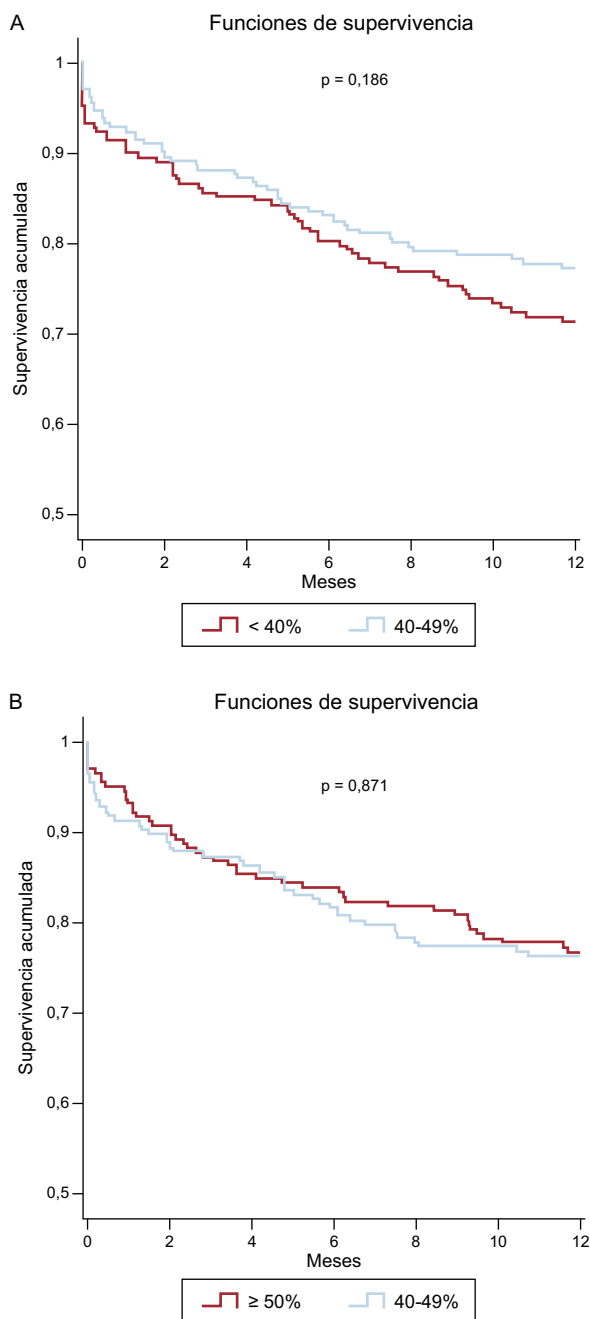 A
Funciones de supervivencia
p = 0,186
Supervivencia acumulada
1
0,9
0,8
0,7
0,6
0,5
0 2 4 6 8 10 12
Meses
< 40% 40-49%
B
Funciones de supervivencia
p = 0,871
Supervivencia acumulada
1
0,9
0,8
0,7
0,6
0,5
0 2 4 6 8 10 12
Meses
≥ 50% 40-49%